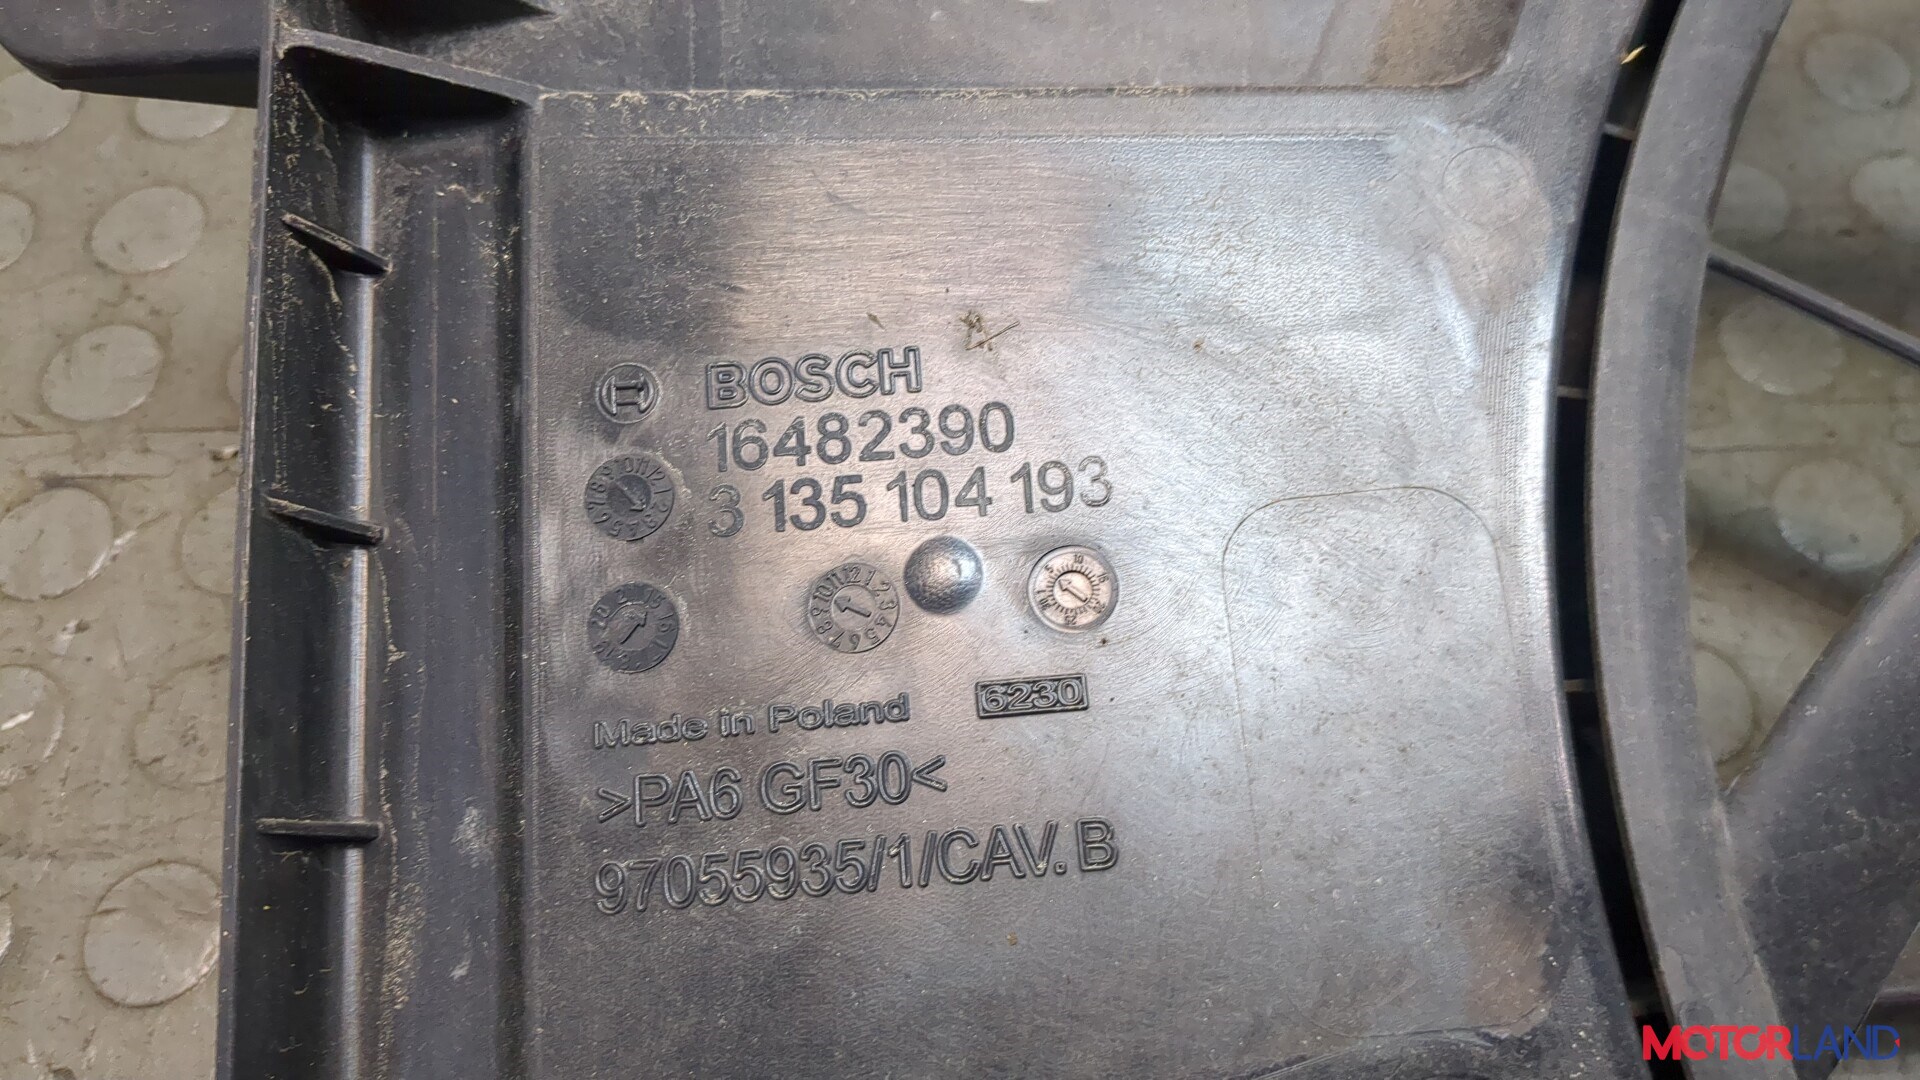 BOSCH
16482390
3 135 104 193
Made in Poland
6230
>PA6 GF30<
97055935/1/CAV. B
MOTORLAND